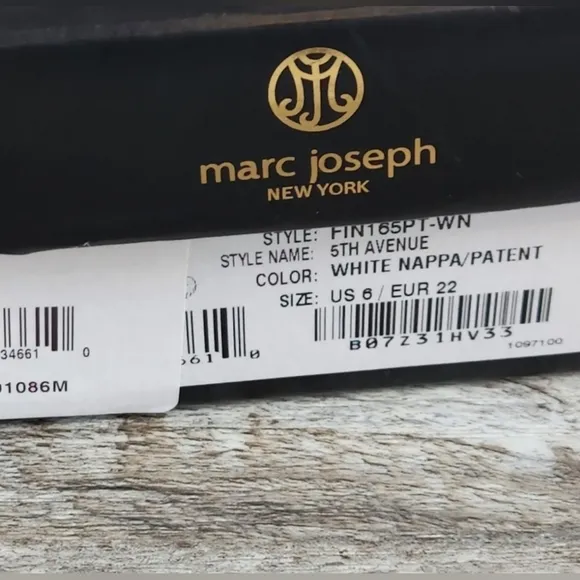 marc joseph
NEW YORK
STYLE: FIN165PT-WN
STYLE NAME: 5TH AVENUE
COLOR: WHITE NAPPA/PATENT
SIZE: US 6 / EUR 22
34661 0
661 0
B07Z31HV33
1097100
01086M